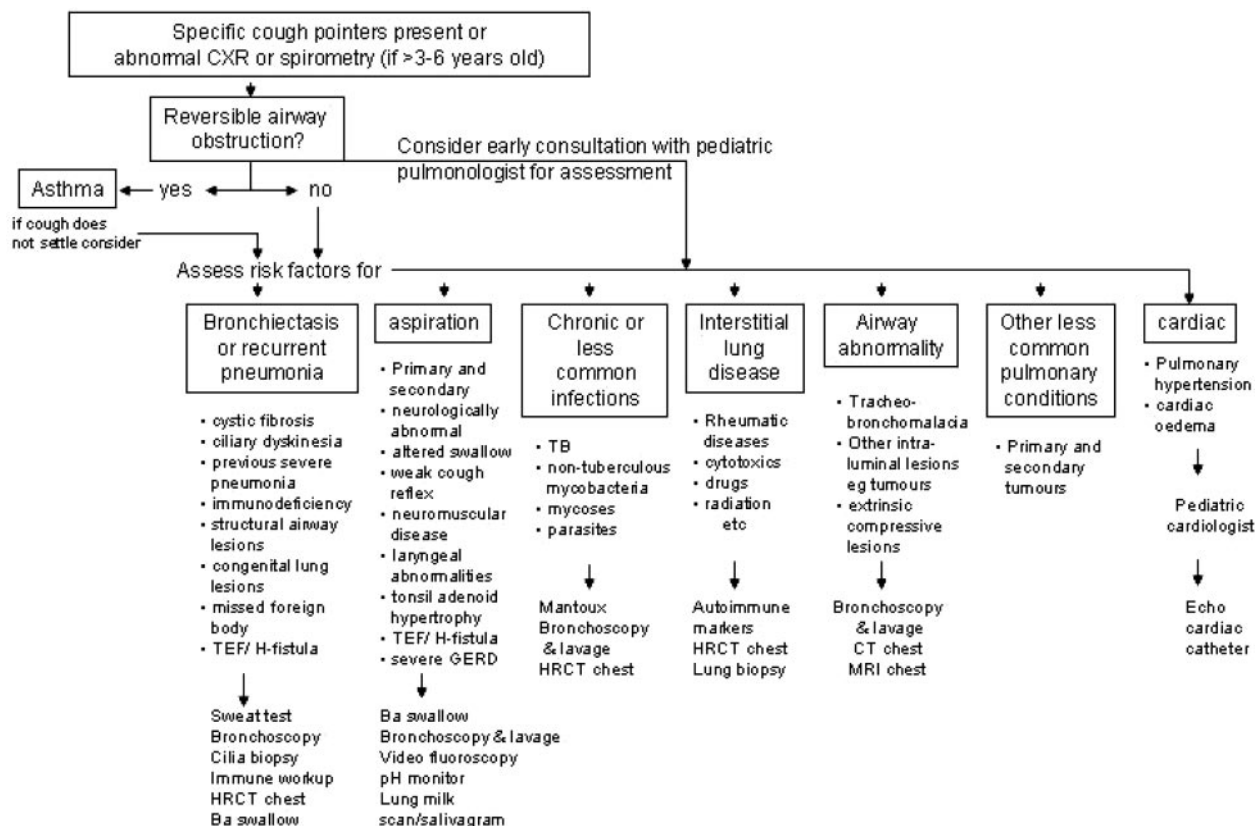 Specific cough pointers present or
abnormal CXR or spirometry (if >3-6 years old)
Reversible airway
obstruction?
Consider early consultation with pediatric
pulmonologist for assessment
Asthma
yes
no
if cough does
not settle consider
Assess risk factors for
Bronchiectasis
or recurrent
pneumonia
• cystic fibrosis
• ciliary dyskinesia
• previous severe
pneumonia
• immunodeficiency
• structural airway
lesions
• congenital lung
lesions
• missed foreign
body
• TEF/ H-fistula
Sweat test
Bronchoscopy
Cilia biopsy
Immune workup
HRCT chest
Ba swallow
aspiration
• Primary and
secondary
• neurologically
abnormal
• altered swallow
• weak cough
reflex
• neuromuscular
disease
• laryngeal
abnormalities
• tonsil adenoid
hypertrophy
• TEF/ H-fistula
• severe GERD
Ba swallow
Bronchoscopy & lavage
Video fluoroscopy
pH monitor
Lung milk
scan/salivagram
Chronic or
less
common
infections
• TB
• non-tuberculous
mycobacteria
• mycoses
• parasites
Mantoux
Bronchoscopy
& lavage
HRCT chest
Interstitial
lung
disease
• Rheumatic
diseases
• cytotoxics
• drugs
• radiation
etc
Autoimmune
markers
HRCT chest
Lung biopsy
Airway
abnormality
• Tracheo-
bronchomalacia
• Other intra-
luminal lesions
eg tumours
• extrinsic
compressive
lesions
Bronchoscopy
& lavage
CT chest
MRI chest
Other less
common
pulmonary
conditions
• Primary and
secondary
tumours
cardiac
• Pulmonary
hypertension
• cardiac
oedema
Pediatric
cardiologist
Echo
cardiac
catheter